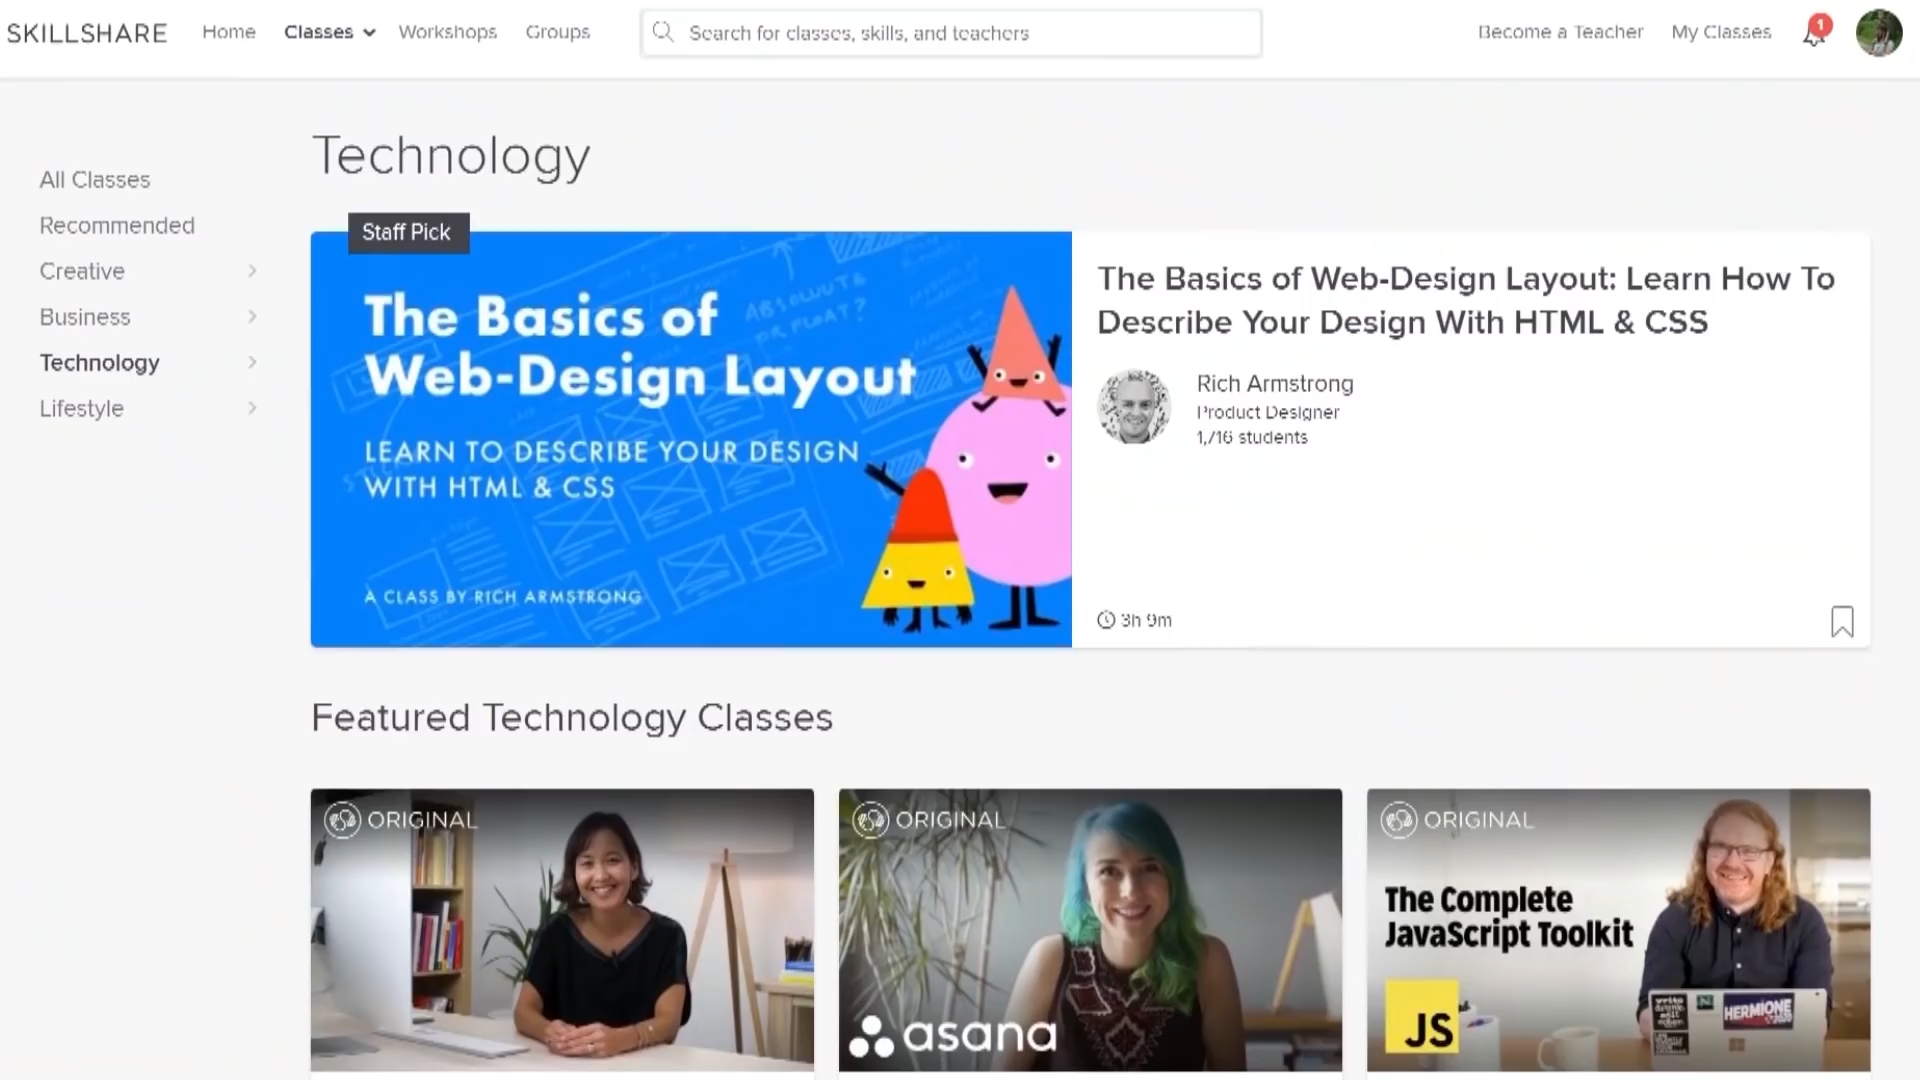 SKILLSHARE
Home
Classes
Workshops
Groups
Search for classes, skills, and teachers
Become a Teacher
My Classes
1
All Classes
Recommended
Creative
Business
Technology
Lifestyle
Technology
Staff Pick
The Basics of
Web-Design Layout
LEARN TO DESCRIBE YOUR DESIGN
WITH HTML & CSS
A CLASS BY RICH ARMSTRONG
ABSOLUTE
OR FLOAT?
The Basics of Web-Design Layout: Learn How To
Describe Your Design With HTML & CSS
Rich Armstrong
Product Designer
1,716 students
3h 9m
Featured Technology Classes
ORIGINAL
ORIGINAL
asana
ORIGINAL
The Complete
JavaScript Toolkit
JS
HERMIONE